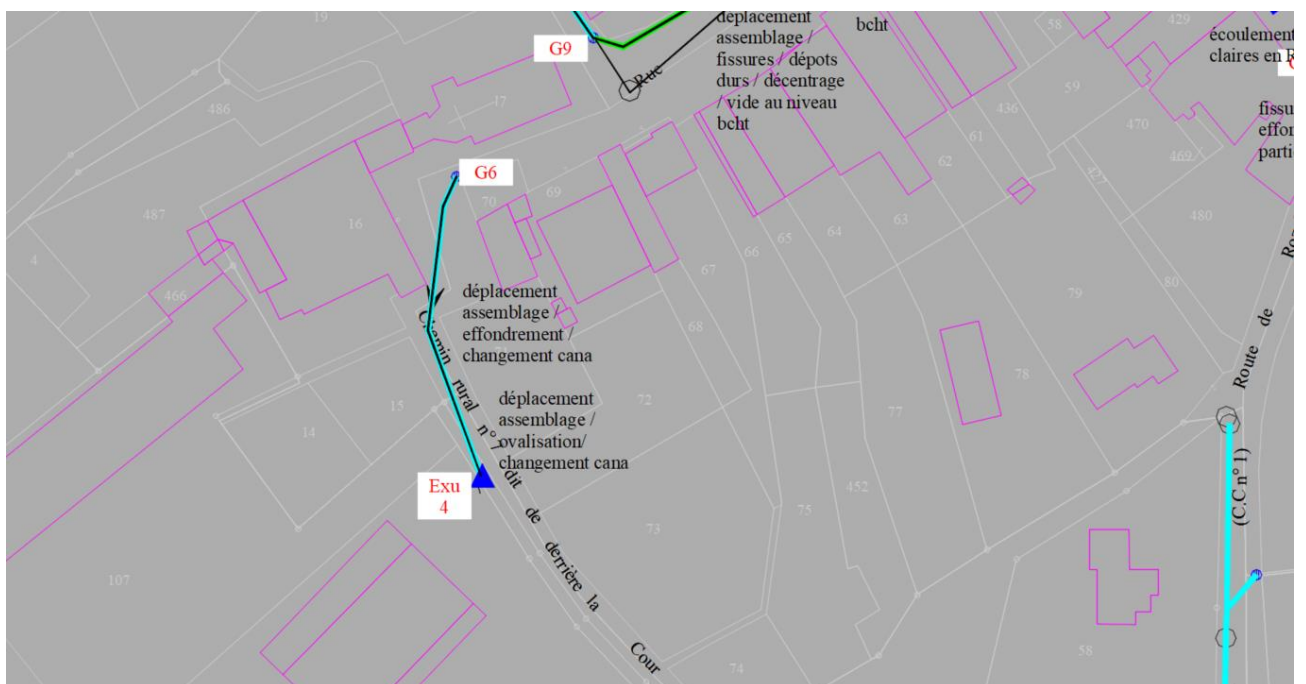 19
G9
déplacement
assemblage /
fissures / dépots
durs / décentrage
/ vide au niveau
bcht
bcht
58
429
écoulement
claires en R
Rue
486
17
59
436
470
fissu
effon
parti
61
469
62
427
G6
69
70
487
16
63
480
64
65
66
4
67
80
79
466
68
déplacement
assemblage /
effondrement /
changement cana
71
Route de
Roz
78
15
72
77
déplacement
assemblage /
ovalisation/
changement cana
14
Chemin rural n°7 dit de derrière la Cour
Exu
4
(C.C n° 1)
452
75
73
107
58
74